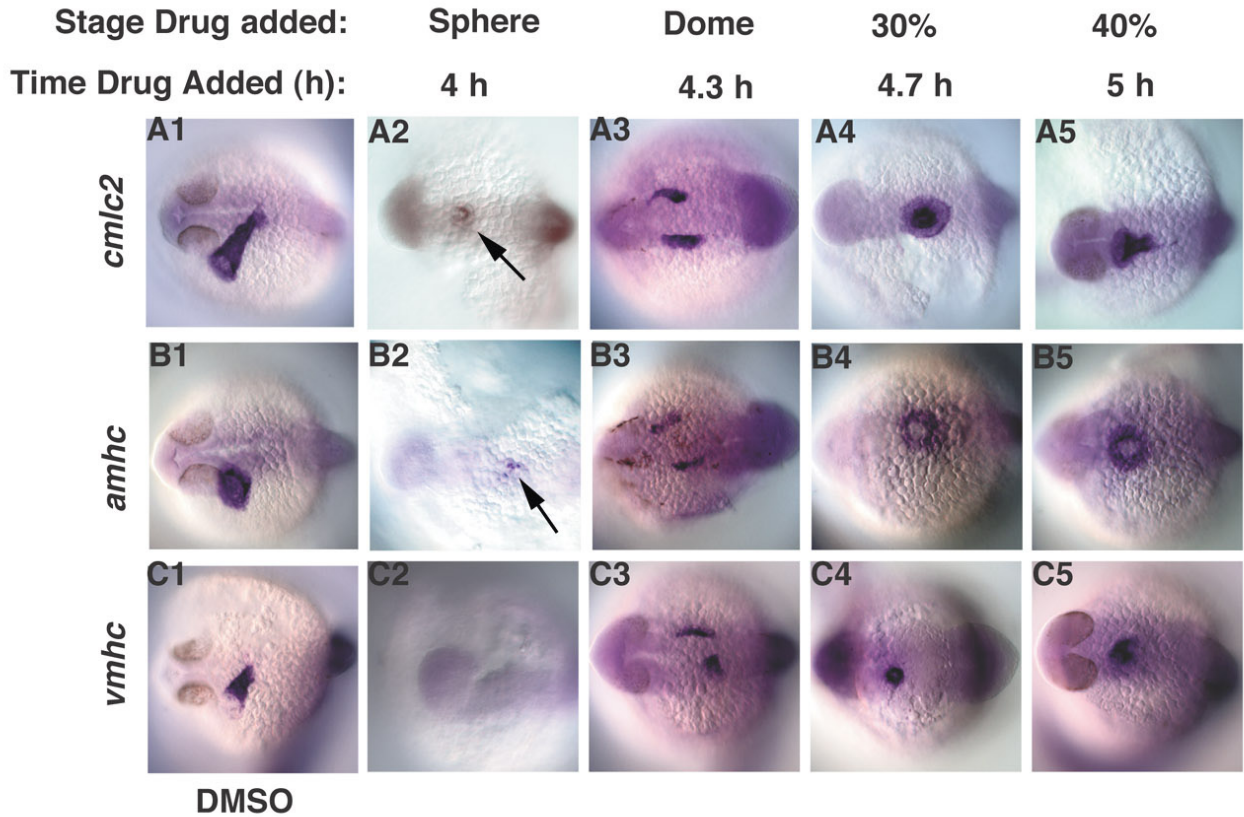 Stage Drug added: Sphere Dome 30% 40%
Time Drug Added (h): 4 h 4.3 h 4.7 h 5 h
A1 A2 A3 A4 A5
cmlc2
B1 B2 B3 B4 B5
amhc
C1 C2 C3 C4 C5
vmhc
DMSO